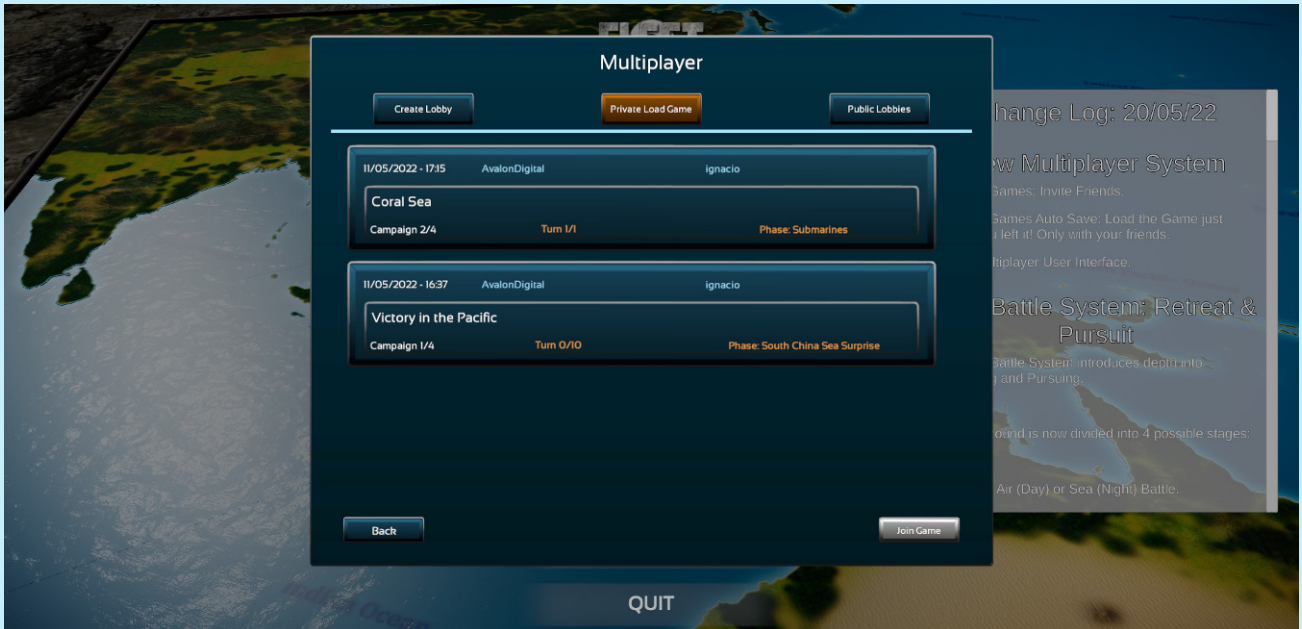 Multiplayer
Create Lobby
Private Load Game
Public Lobbies
11/05/2022 - 17:15 AvalonDigital ignacio
Coral Sea
Campaign 2/4 Turn 1/1 Phase: Submarines
11/05/2022 - 16:37 AvalonDigital ignacio
Victory in the Pacific
Campaign 1/4 Turn 0/10 Phase: South China Sea Surprise
Back
Join Game
QUIT
hange Log: 20/05/22
w Multiplayer System
Games: Invite Friends.
Games Auto Save: Load the Game just
u left it! Only with your friends.
ltiplayer User Interface.
Battle System: Retreat &
Pursuit
Battle System introduces depth into
g and Pursuing.
ound is now divided into 4 possible stages:
Air (Day) or Sea (Night) Battle.